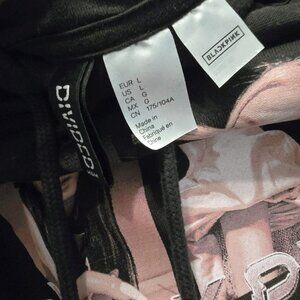 DIVIDED
EUR L
US L
CA G
MX G
CN 175/104A
Made in
China
Fabriqué en
Chine
BLACKPINK
P